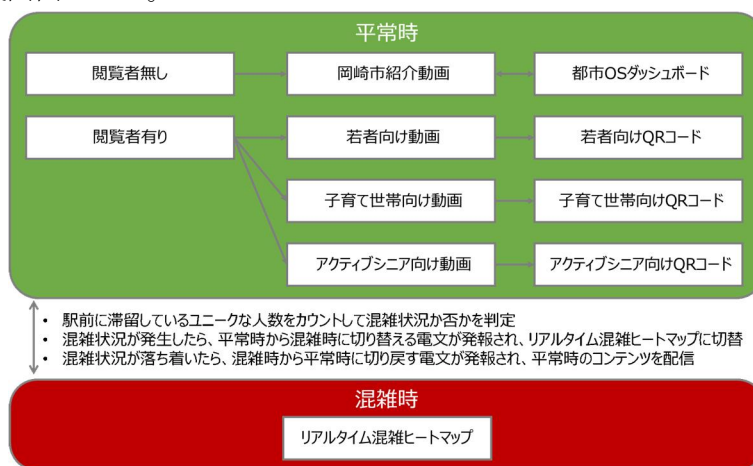 平常時
閲覧者無し
岡崎市紹介動画
都市OSダッシュボード
閲覧者有り
若者向け動画
若者向けQRコード
子育て世帯向け動画
子育て世帯向けQRコード
アクティブシニア向け動画
アクティブシニア向けQRコード
• 駅前に滞留しているユニークな人数をカウントして混雑状況か否かを判定
• 混雑状況が発生したら、平常時から混雑時に切り替える電文が発報され、リアルタイム混雑ヒートマップに切替
• 混雑状況が落ち着いたら、混雑時から平常時に切り戻す電文が発報され、平常時のコンテンツを配信
混雑時
リアルタイム混雑ヒートマップ